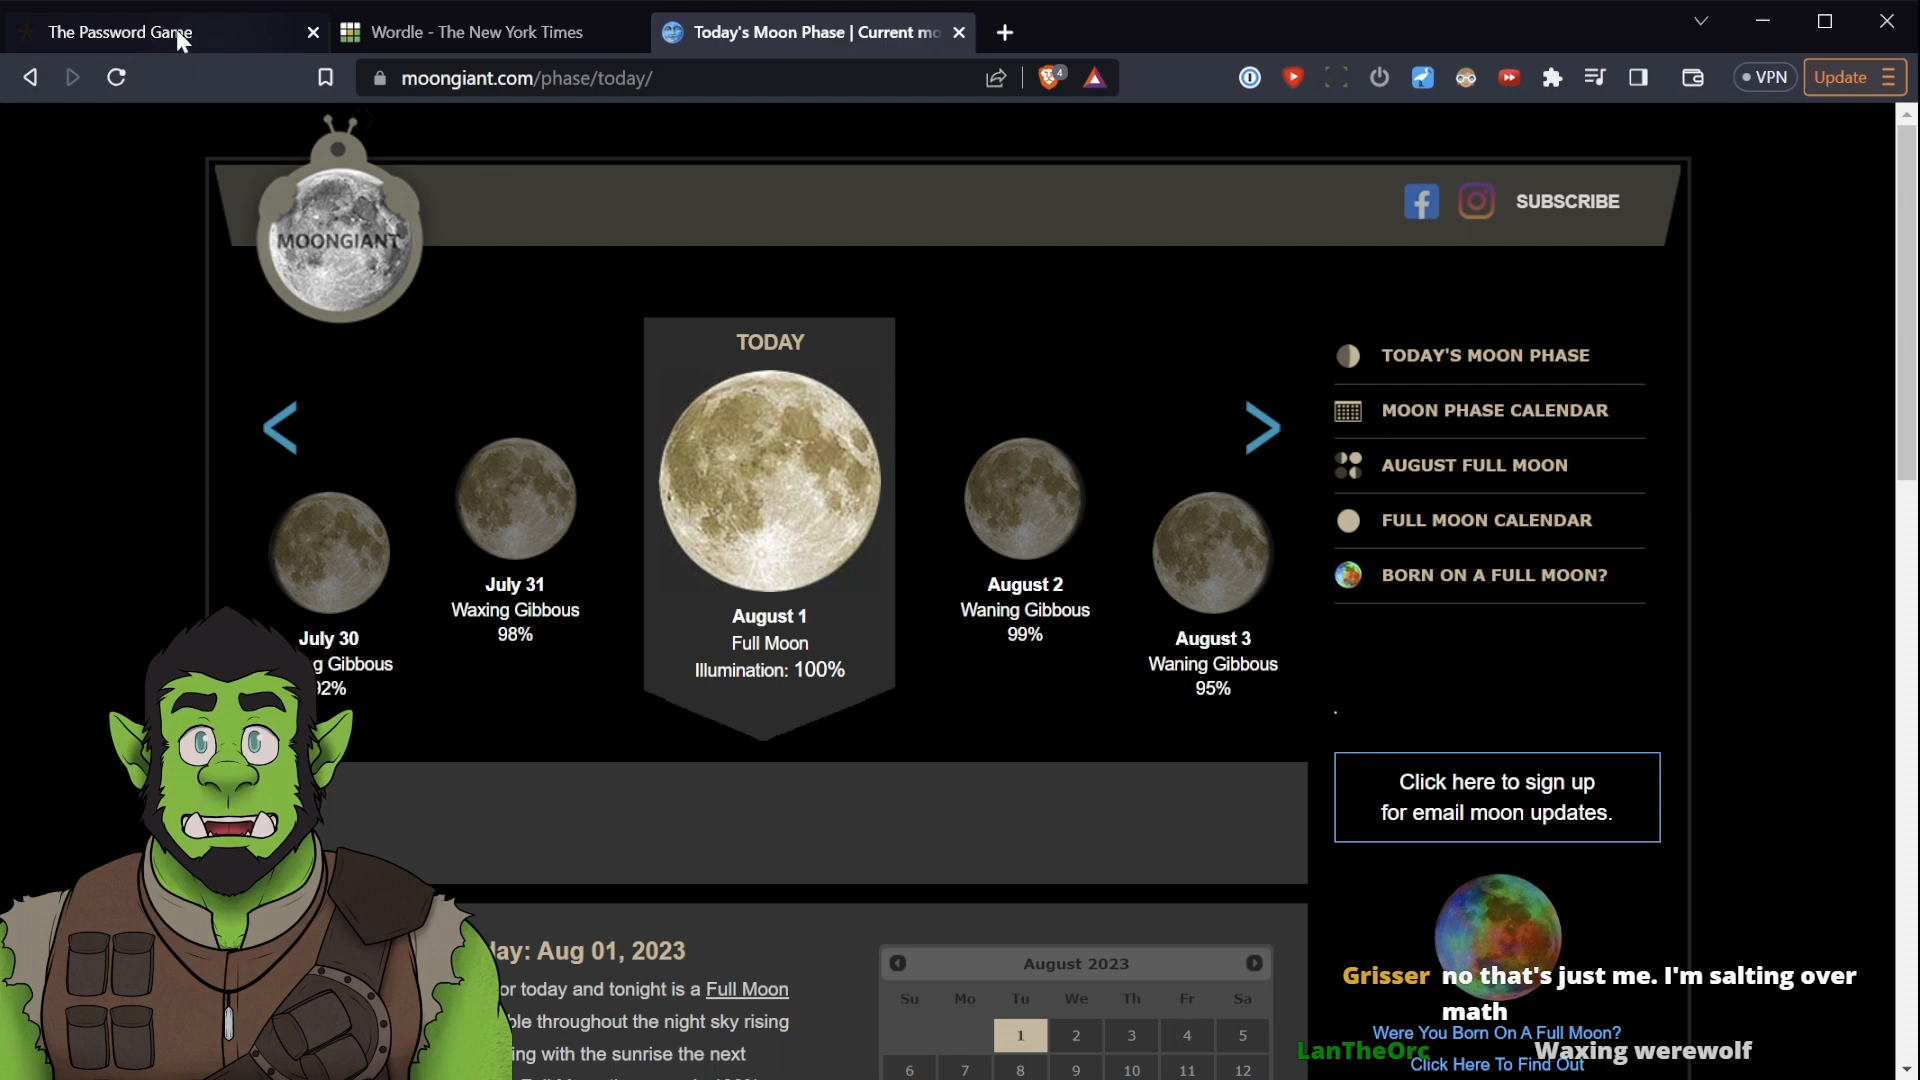 The Password Game
Wordle - The New York Times
Today's Moon Phase | Current mo
moongiant.com/phase/today/
4
VPN
Update
MOONGIANT
SUBSCRIBE
TODAY
TODAY'S MOON PHASE
MOON PHASE CALENDAR
AUGUST FULL MOON
FULL MOON CALENDAR
BORN ON A FULL MOON?
July 30
g Gibbous
92%
July 31
Waxing Gibbous
98%
August 1
Full Moon
Illumination: 100%
August 2
Waning Gibbous
99%
August 3
Waning Gibbous
95%
Click here to sign up
for email moon updates.
day: Aug 01, 2023
or today and tonight is a Full Moon
ble throughout the night sky rising
ing with the sunrise the next
August 2023
Su Mo Tu We Th Fr Sa
1 2 3 4 5
6 7 8 9 10 11 12
Grisser no that's just me. I'm salting over
math
Were You Born On A Full Moon?
LanTheOrc Waxing werewolf
Click Here To Find Out